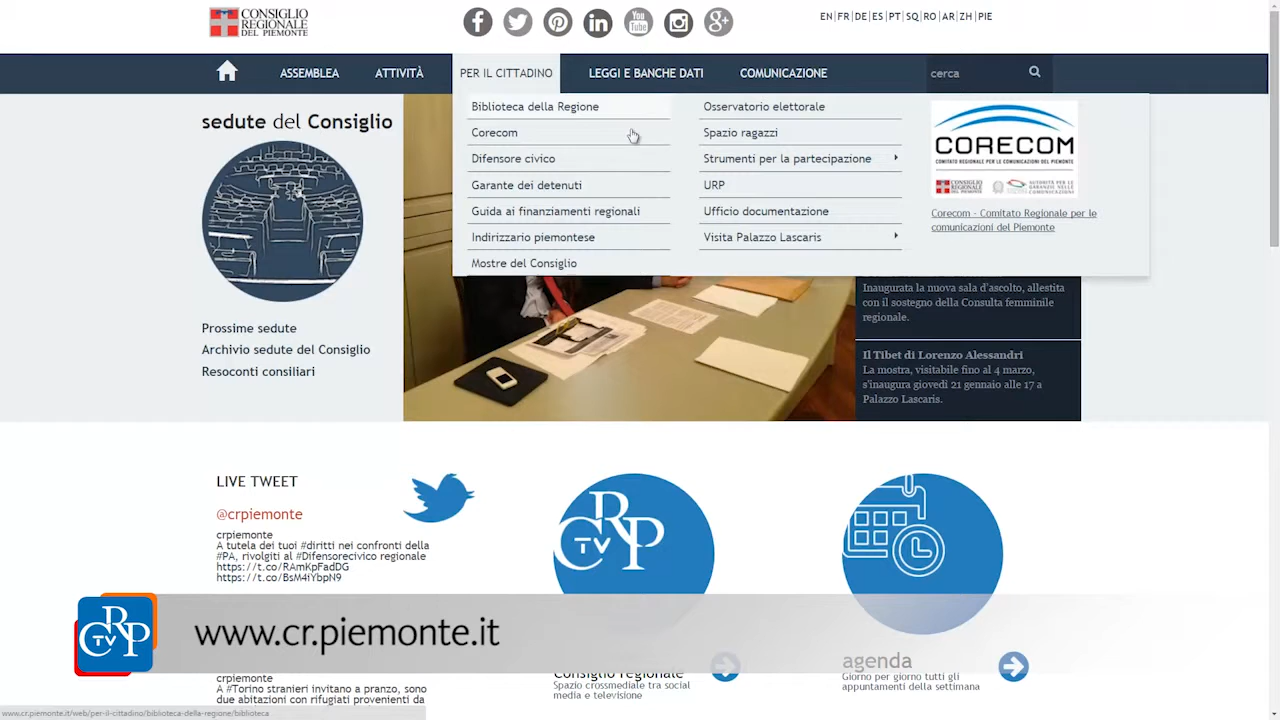 CONSIGLIO
REGIONALE
DEL PIEMONTE
You
Tube
g+
EN|FR|DE|ES|PT|SQ|RO|AR|ZH|PIE
ASSEMBLEA
ATTIVITÀ
PER IL CITTADINO
LEGGI E BANCHE DATI
COMUNICAZIONE
cerca
sedute del Consiglio
Prossime sedute
Archivio sedute del Consiglio
Resoconti consiliari
Biblioteca della Regione
Corecom
Difensore civico
Garante dei detenuti
Guida ai finanziamenti regionali
Indirizzario piemontese
Mostre del Consiglio
Osservatorio elettorale
Spazio ragazzi
Strumenti per la partecipazione
URP
Ufficio documentazione
Visita Palazzo Lascaris
CORECOM
COMITATO REGIONALE PER LE COMUNICAZIONI DEL PIEMONTE
Corecom - Comitato Regionale per le
comunicazioni del Piemonte
Inaugurata la nuova sala d'ascolto, allestita
con il sostegno della Consulta femminile
regionale.
Il Tibet di Lorenzo Alessandri
La mostra, visitabile fino al 4 marzo,
s'inaugura giovedì 21 gennaio alle 17 a
Palazzo Lascaris.
LIVE TWEET
@crpiemonte
crpiemonte
A tutela dei tuoi #diritti nei confronti della
#PA, rivolgiti al #Difensorecivico regionale
https://t.co/RAmKpFadDG
https://t.co/BsM4iYbpN9
CRP
TV
CRP
TV
www.cr.piemonte.it
crpiemonte
A #Torino stranieri invitano a pranzo, sono
due abitazioni con rifugiati provenienti da
Consiglio regionale
Spazio crossmediale tra social
media e televisione
agenda
Giorno per giorno tutti gli
appuntamenti della settimana
www.cr.piemonte.it/web/per-il-cittadino/biblioteca-della-regione/biblioteca